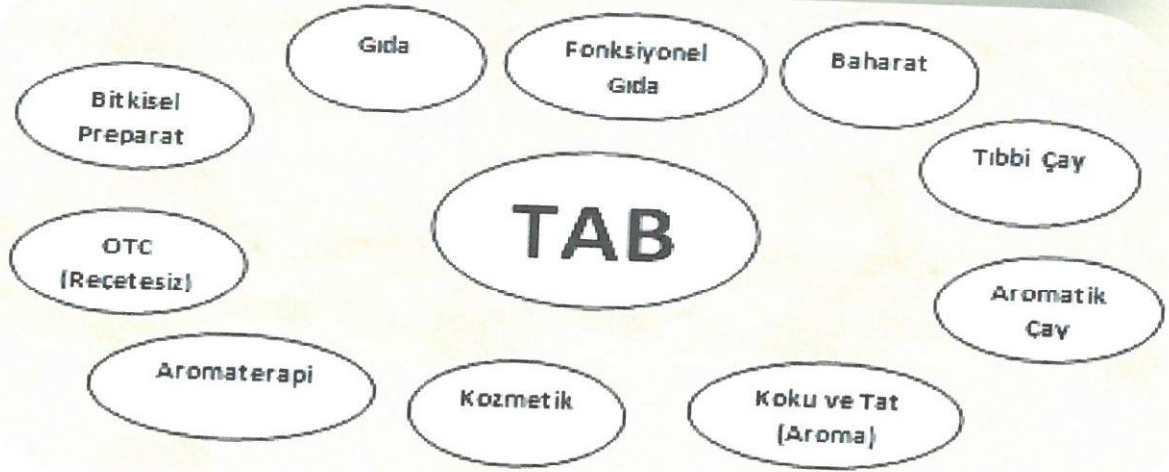 Gıda
Fonksiyonel
Gıda
Baharat
Bitkisel
Preparat
Tıbbi Çay
TAB
OTC
(Reçetesiz)
Aromatik
Çay
Aromaterapi
Kozmetik
Koku ve Tat
(Aroma)